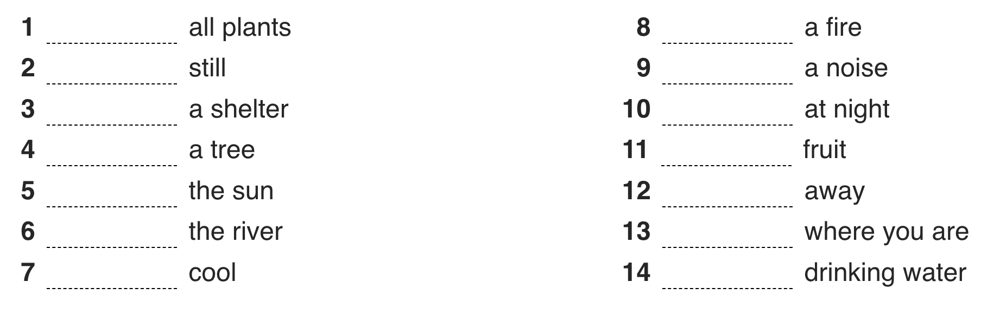 1 all plants
2 still
3 a shelter
4 a tree
5 the sun
6 the river
7 cool
8 a fire
9 a noise
10 at night
11 fruit
12 away
13 where you are
14 drinking water